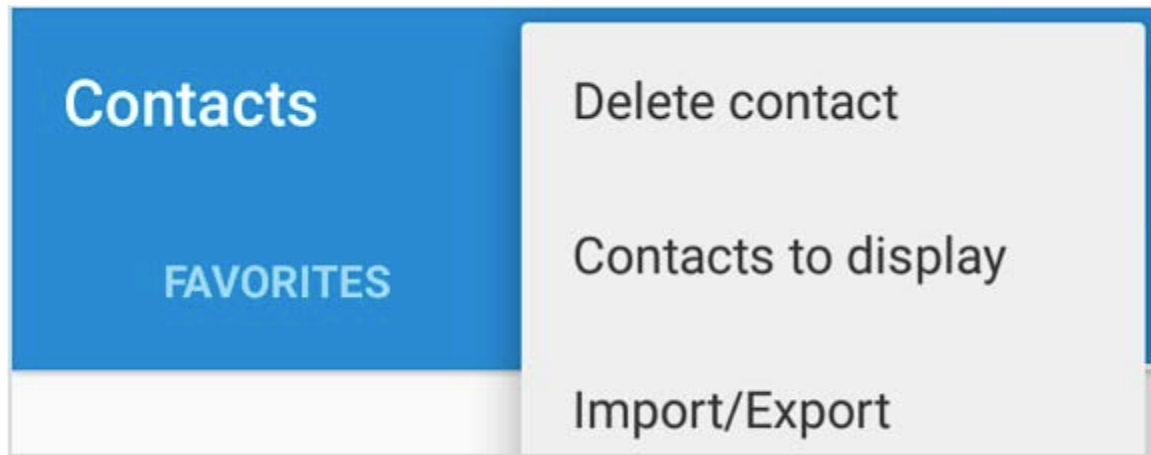 Contacts
FAVORITES
Delete contact
Contacts to display
Import/Export